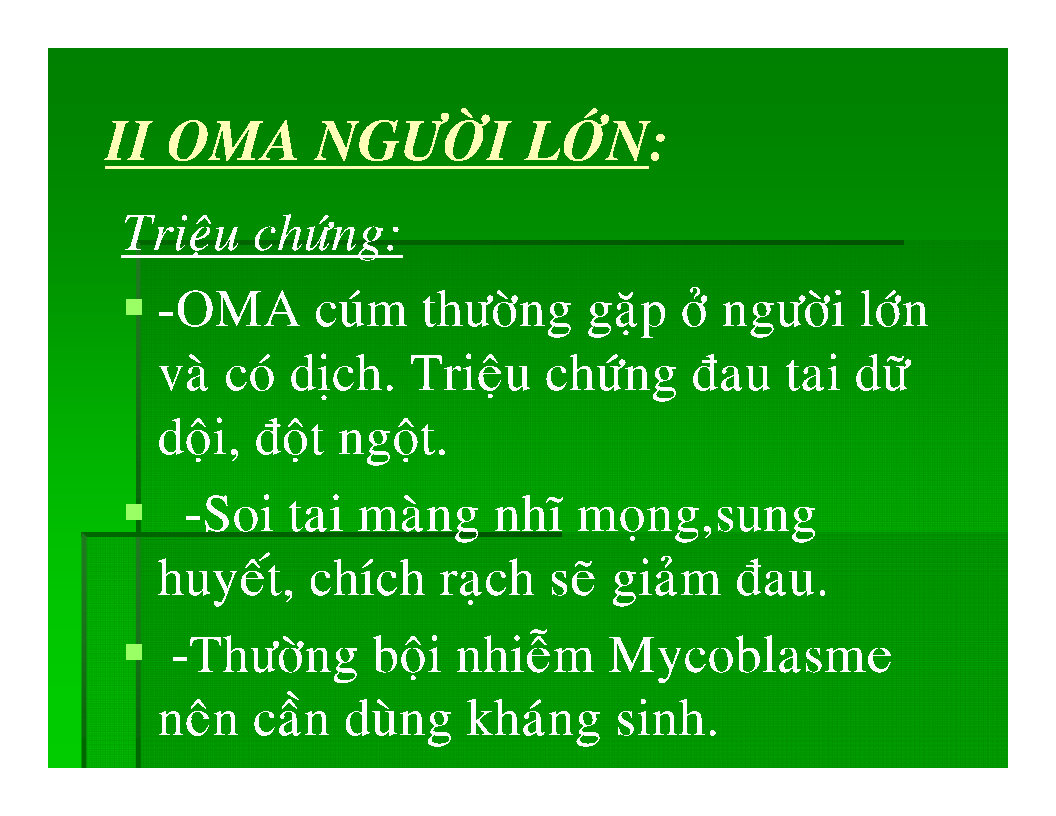 II OMA NGƯỜI LỚN:
Triệu chứng:
-OMA cúm thường gặp ở người lớn
và có dịch. Triệu chứng đau tai dữ
dội, đột ngột.
-Soi tai màng nhĩ mọng,sung
huyết, chích rạch sẽ giảm đau.
-Thường bội nhiễm Mycoblasme
nên cần dùng kháng sinh.